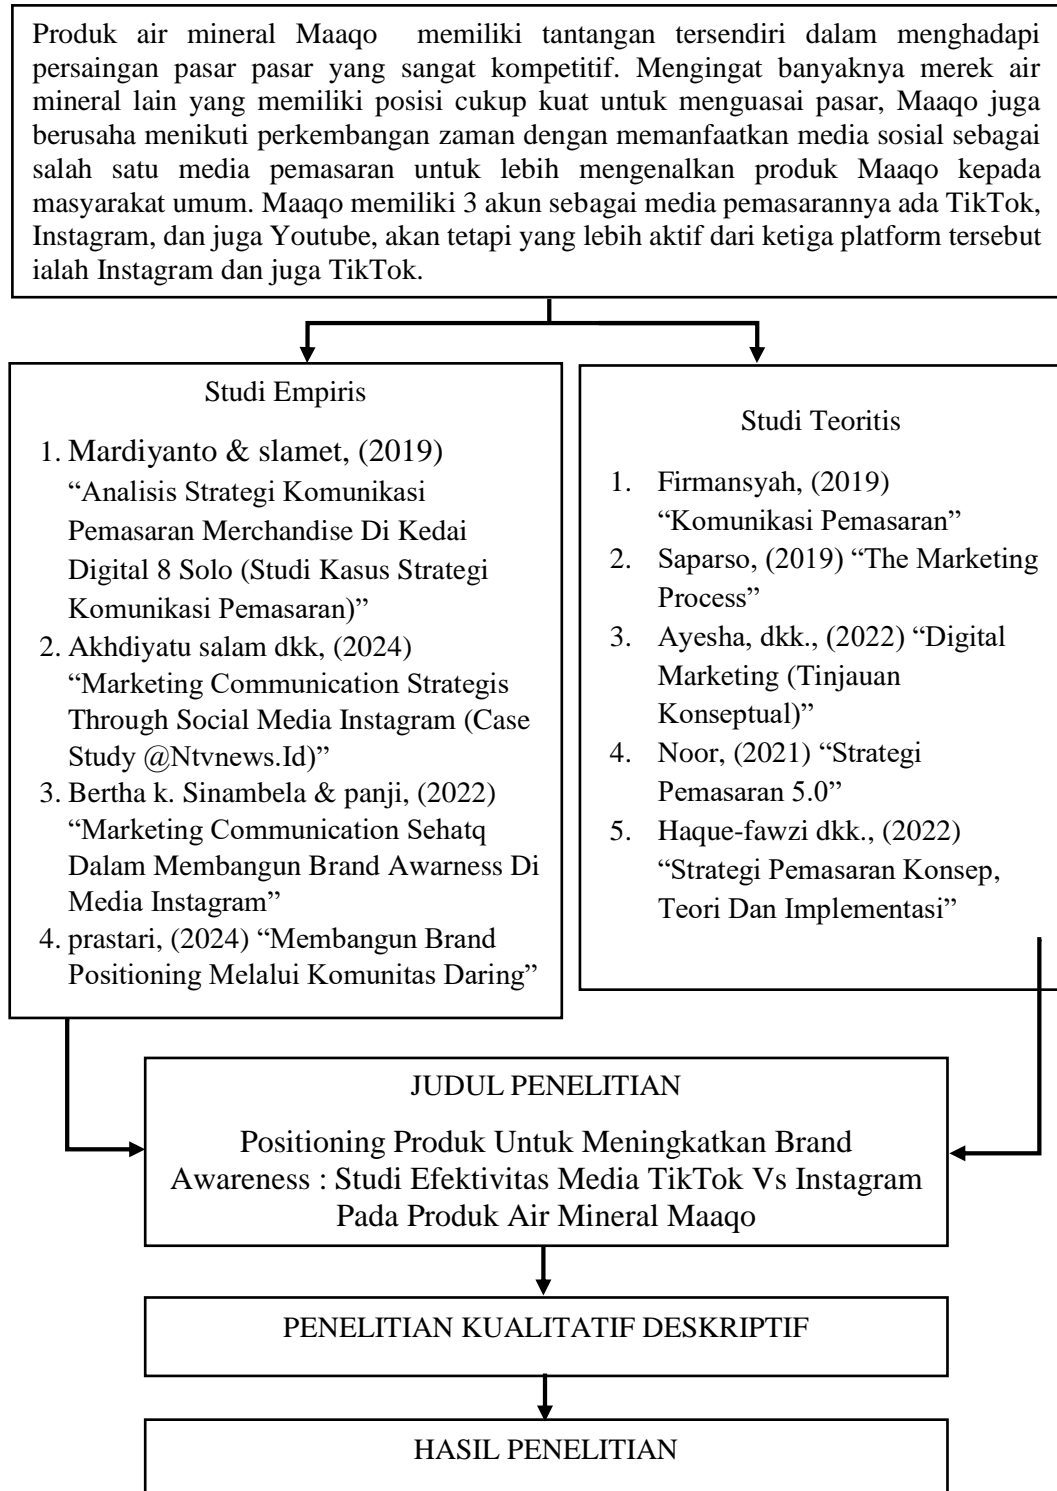 Produk air mineral Maaqo memiliki tantangan tersendiri dalam menghadapi
persaingan pasar pasar yang sangat kompetitif. Mengingat banyaknya merek air
mineral lain yang memiliki posisi cukup kuat untuk menguasai pasar, Maaqo juga
berusaha menikuti perkembangan zaman dengan memanfaatkan media sosial sebagai
salah satu media pemasaran untuk lebih mengenalkan produk Maaqo kepada
masyarakat umum. Maaqo memiliki 3 akun sebagai media pemasarannya ada TikTok,
Instagram, dan juga Youtube, akan tetapi yang lebih aktif dari ketiga platform tersebut
ialah Instagram dan juga TikTok.
Studi Empiris
1. Mardiyanto & slamet, (2019)
“Analisis Strategi Komunikasi
Pemasaran Merchandise Di Kedai
Digital 8 Solo (Studi Kasus Strategi
Komunikasi Pemasaran)”
2. Akhdiyatu salam dkk, (2024)
“Marketing Communication Strategis
Through Social Media Instagram (Case
Study @Ntvnews.Id)”
3. Bertha k. Sinambela & panji, (2022)
“Marketing Communication Sehatq
Dalam Membangun Brand Awarness Di
Media Instagram”
4. prastari, (2024) “Membangun Brand
Positioning Melalui Komunitas Daring”
Studi Teoritis
1. Firmansyah, (2019)
“Komunikasi Pemasaran”
2. Saparso, (2019) “The Marketing
Process”
3. Ayesha, dkk., (2022) “Digital
Marketing (Tinjauan
Konseptual)”
4. Noor, (2021) “Strategi
Pemasaran 5.0”
5. Haque-fawzi dkk., (2022)
“Strategi Pemasaran Konsep,
Teori Dan Implementasi”
JUDUL PENELITIAN
Positioning Produk Untuk Meningkatkan Brand
Awareness : Studi Efektivitas Media TikTok Vs Instagram
Pada Produk Air Mineral Maaqo
PENELITIAN KUALITATIF DESKRIPTIF
HASIL PENELITIAN